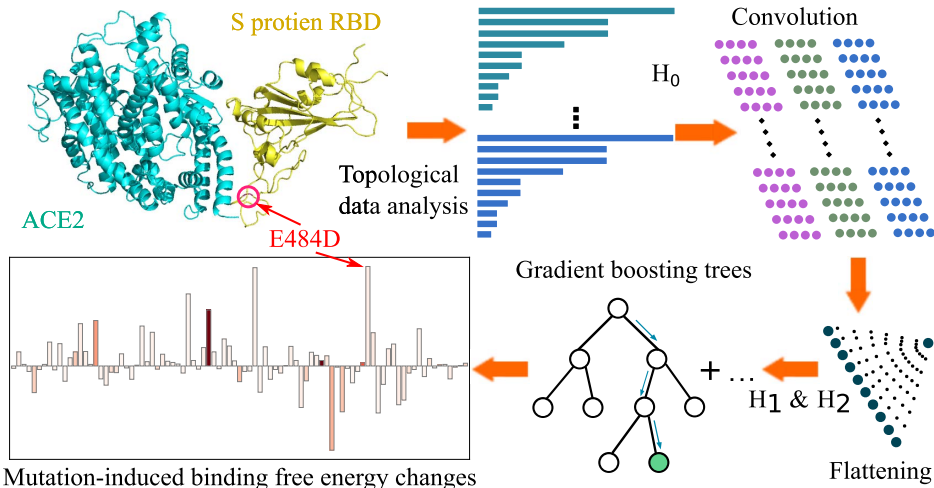 S protien RBD
ACE2
E484D
Topological
data analysis
H₀
Convolution
Flattening
H1 & H2
+ ...
Gradient boosting trees
Mutation-induced binding free energy changes